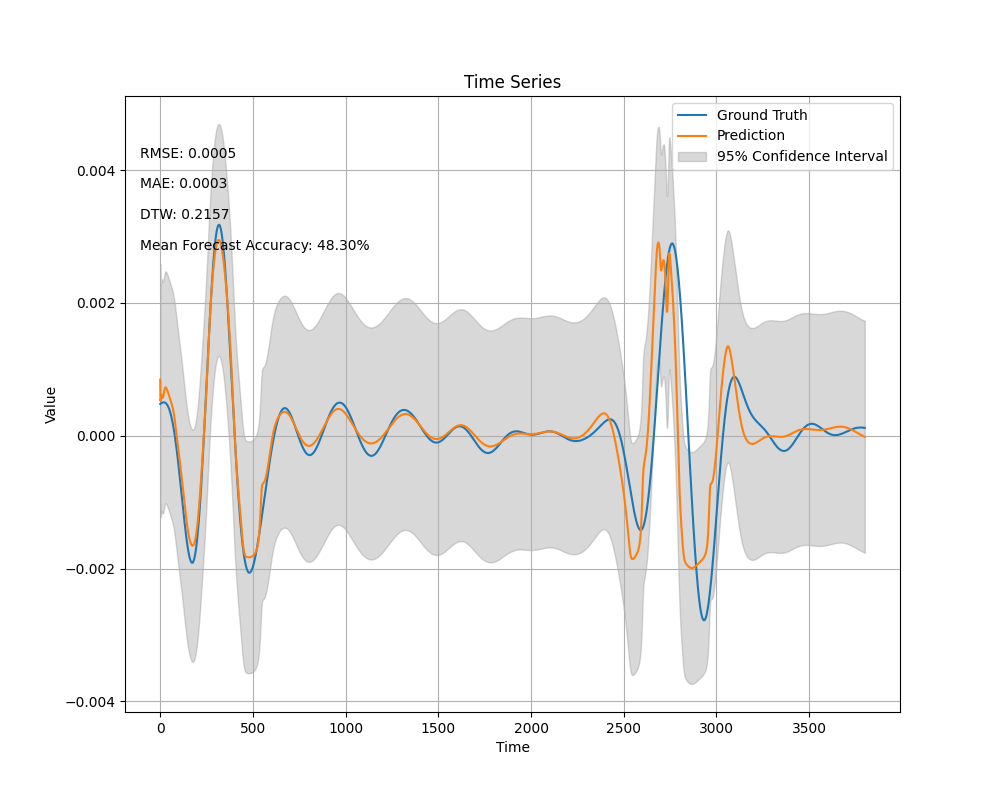 Time Series
Ground Truth
Prediction
95% Confidence Interval
RMSE: 0.0005
MAE: 0.0003
DTW: 0.2157
Mean Forecast Accuracy: 48.30%
Value
0.004
0.002
0.000
−0.002
−0.004
0 500 1000 1500 2000 2500 3000 3500
Time